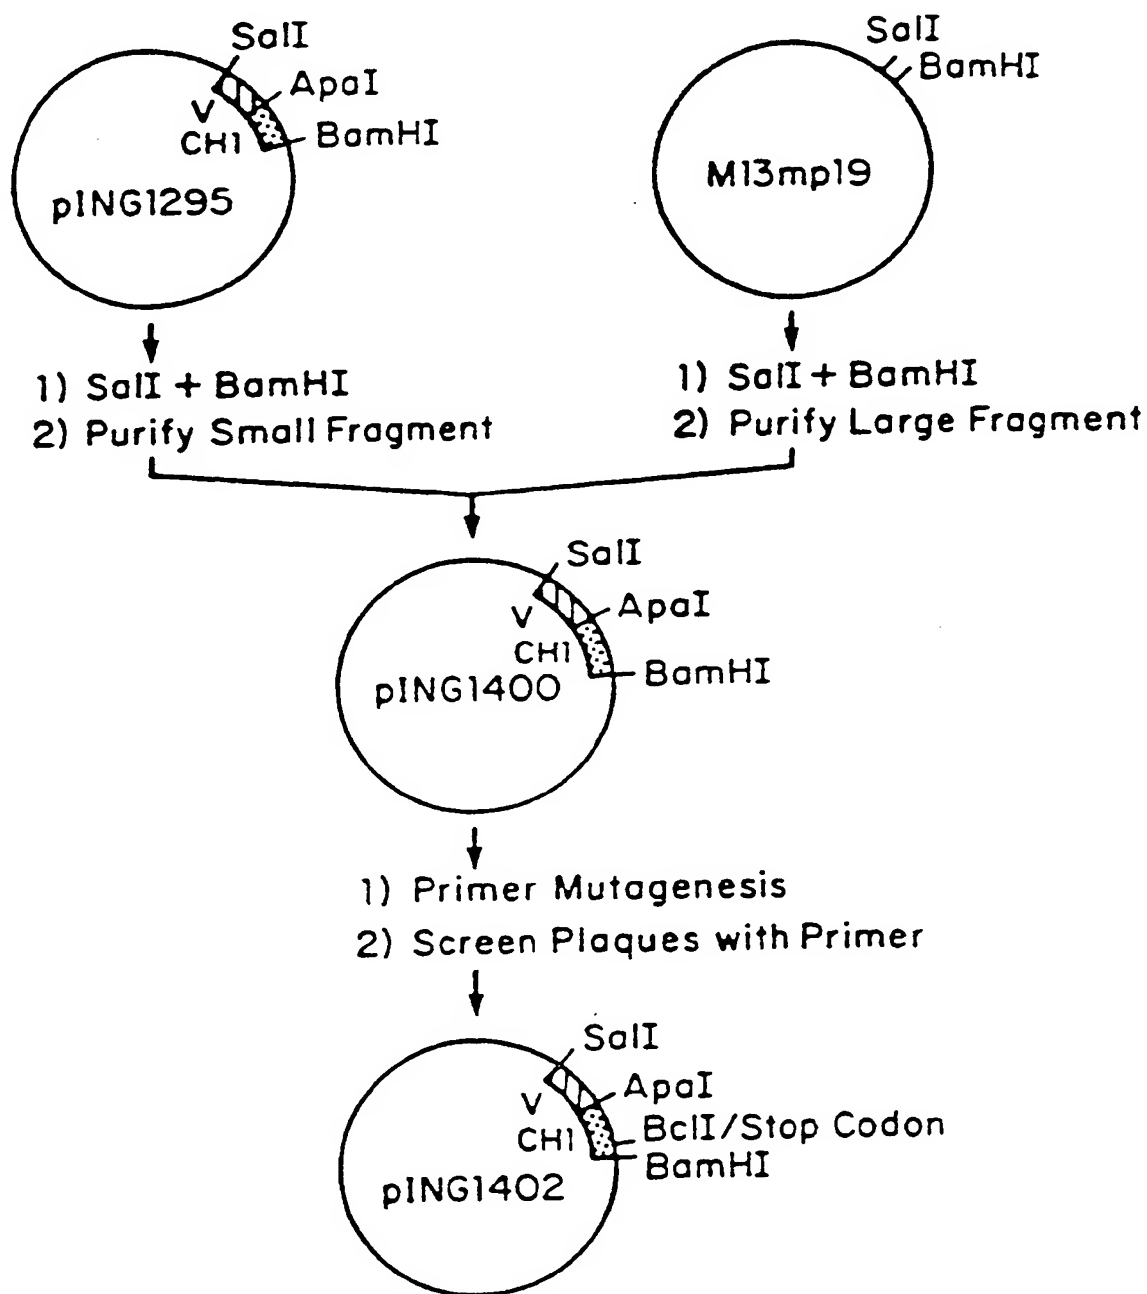 SalI
ApaI
BamHI
V
CH1
pING1295
SalI
BamHI
M13mp19
1) SalI + BamHI
2) Purify Small Fragment
1) SalI + BamHI
2) Purify Large Fragment
SalI
ApaI
BamHI
V
CH1
pING1400
1) Primer Mutagenesis
2) Screen Plaques with Primer
SalI
ApaI
BclI/Stop Codon
BamHI
V
CH1
pING1402